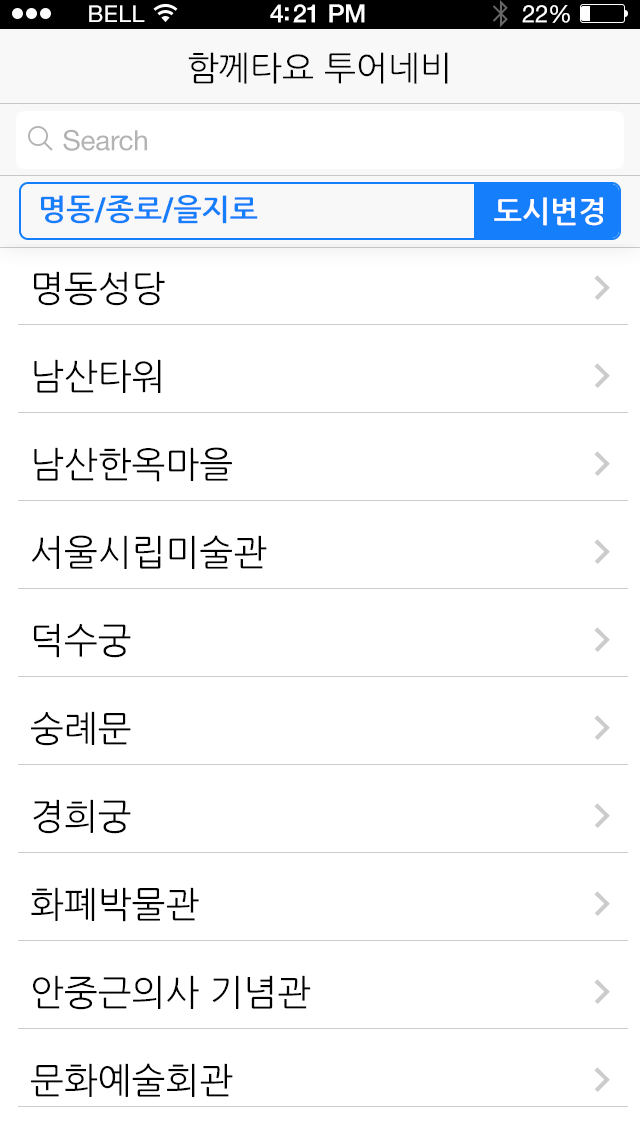 BELL 4:21 PM 22%
함께타요 투어네비
Search
명동/종로/을지로 도시변경
명동성당
남산타워
남산한옥마을
서울시립미술관
덕수궁
숭례문
경희궁
화폐박물관
안중근의사 기념관
문화예술회관